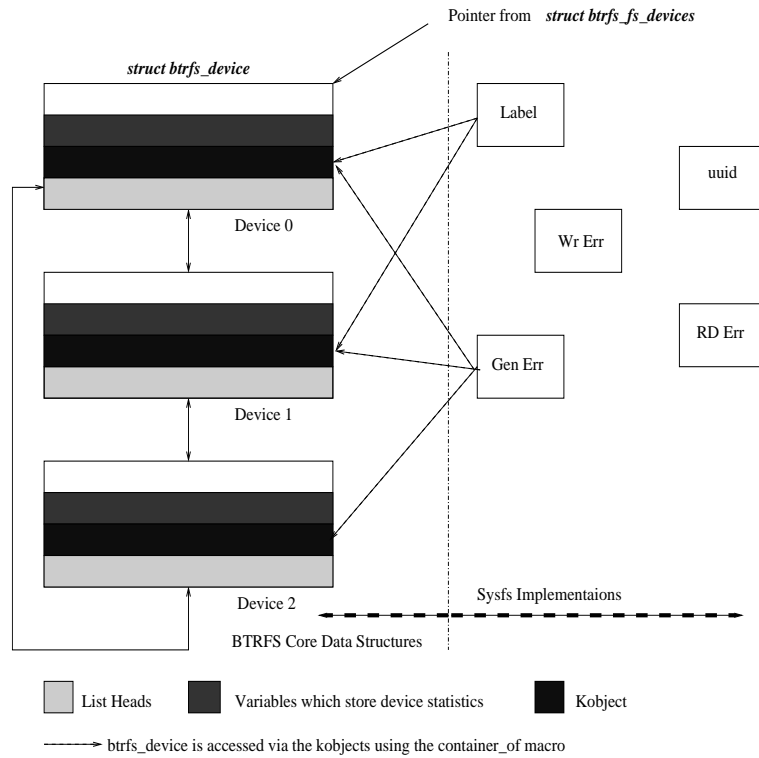 Pointer from struct btrfs_fs_devices
struct btrfs_device
Label
uuid
Device 0
Wr Err
RD Err
Gen Err
Device 1
Device 2
Sysfs Implementaions
BTRFS Core Data Structures
List Heads
Variables which store device statistics
Kobject
btrfs_device is accessed via the kobjects using the container_of macro